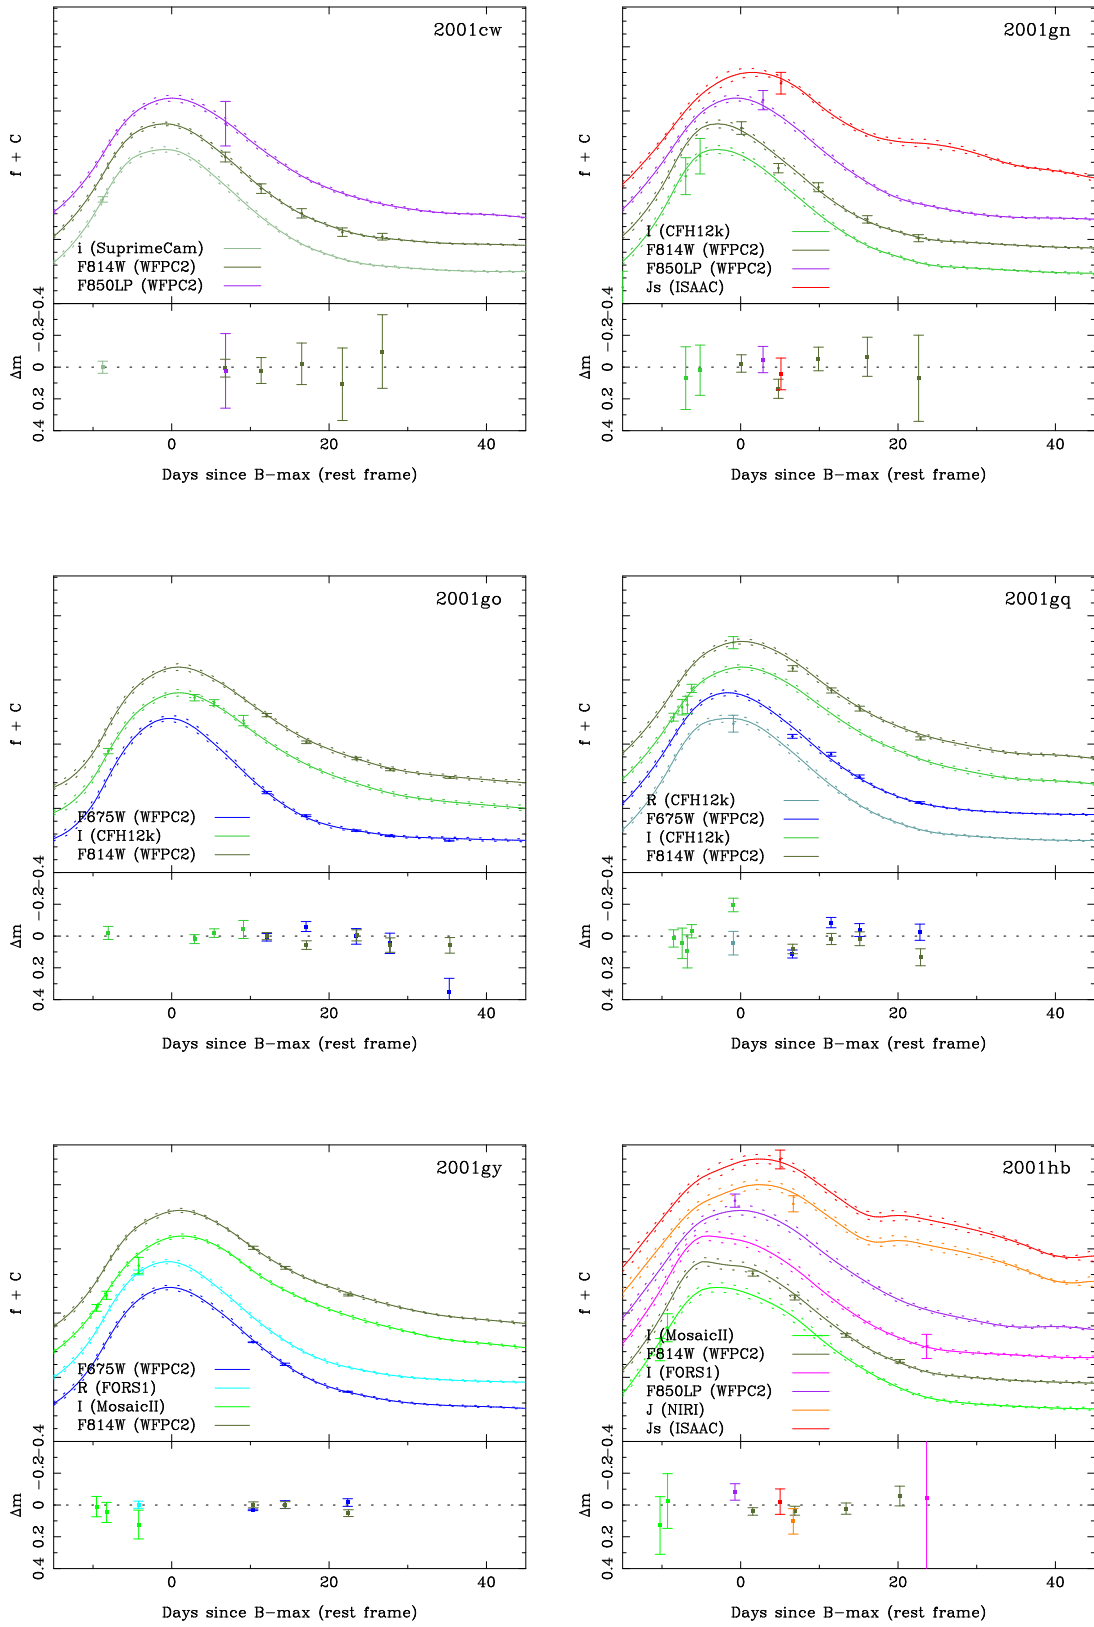 2001cw
f + C
i (SuprimeCam)
F814W (WFPC2)
F850LP (WFPC2)
Δm
0.4 0.2 0 −0.2 −0.4
0 20 40
Days since B−max (rest frame)
2001gn
f + C
I (CFH12k)
F814W (WFPC2)
F850LP (WFPC2)
Js (ISAAC)
Δm
0.4 0.2 0 −0.2 −0.4
0 20 40
Days since B−max (rest frame)
2001go
f + C
F675W (WFPC2)
I (CFH12k)
F814W (WFPC2)
Δm
0.4 0.2 0 −0.2 −0.4
0 20 40
Days since B−max (rest frame)
2001gq
f + C
R (CFH12k)
F675W (WFPC2)
I (CFH12k)
F814W (WFPC2)
Δm
0.4 0.2 0 −0.2 −0.4
0 20 40
Days since B−max (rest frame)
2001gy
f + C
F675W (WFPC2)
R (FORS1)
I (MosaicII)
F814W (WFPC2)
Δm
0.4 0.2 0 −0.2 −0.4
0 20 40
Days since B−max (rest frame)
2001hb
f + C
I (MosaicII)
F814W (WFPC2)
I (FORS1)
F850LP (WFPC2)
J (NIRI)
Js (ISAAC)
Δm
0.4 0.2 0 −0.2 −0.4
0 20 40
Days since B−max (rest frame)